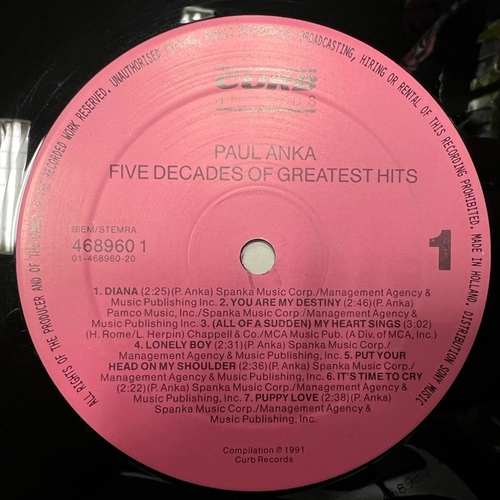 ALL RIGHTS OF THE PRODUCER AND OF THE OWNER OF THE RECORDED WORK RESERVED. UNAUTHORISED COPYING, PUBLIC PERFORMANCE, BROADCASTING, HIRING OR RENTAL OF THIS RECORDING PROHIBITED. MADE IN HOLLAND. DISTRIBUTION SONY MUSIC
CURB
RECORDS
PAUL ANKA
FIVE DECADES OF GREATEST HITS
BIEM/STEMRA
468960 1
01-468960-20
1
1. DIANA (2:25)(P. Anka) Spanka Music Corp./Management Agency &
Music Publishing Inc. 2. YOU ARE MY DESTINY (2:46)(P. Anka)
Pamco Music, Inc/Spanka Music Corp./Management Agency &
Music Publishing, Inc. 3. (ALL OF A SUDDEN) MY HEART SINGS (3:02)
(H. Rome/L. Herpin) Chappell & Co./MCA Music Pub. (A Div. of MCA, Inc.)
4. LONELY BOY (2:31)(P. Anka) Spanka Music Corp./
Management Agency & Music Publishing, Inc. 5. PUT YOUR
HEAD ON MY SHOULDER (2:36)(P. Anka) Spanka Music Corp./
Management Agency & Music Publishing, Inc. 6. IT'S TIME TO CRY
(2:22)(P. Anka) Spanka Music Corp./Management Agency &
Music Publishing, Inc. 7. PUPPY LOVE (2:38)(P. Anka)
Spanka Music Corp./Management Agency &
Music Publishing, Inc.
Compilation ℗ 1991
Curb Records